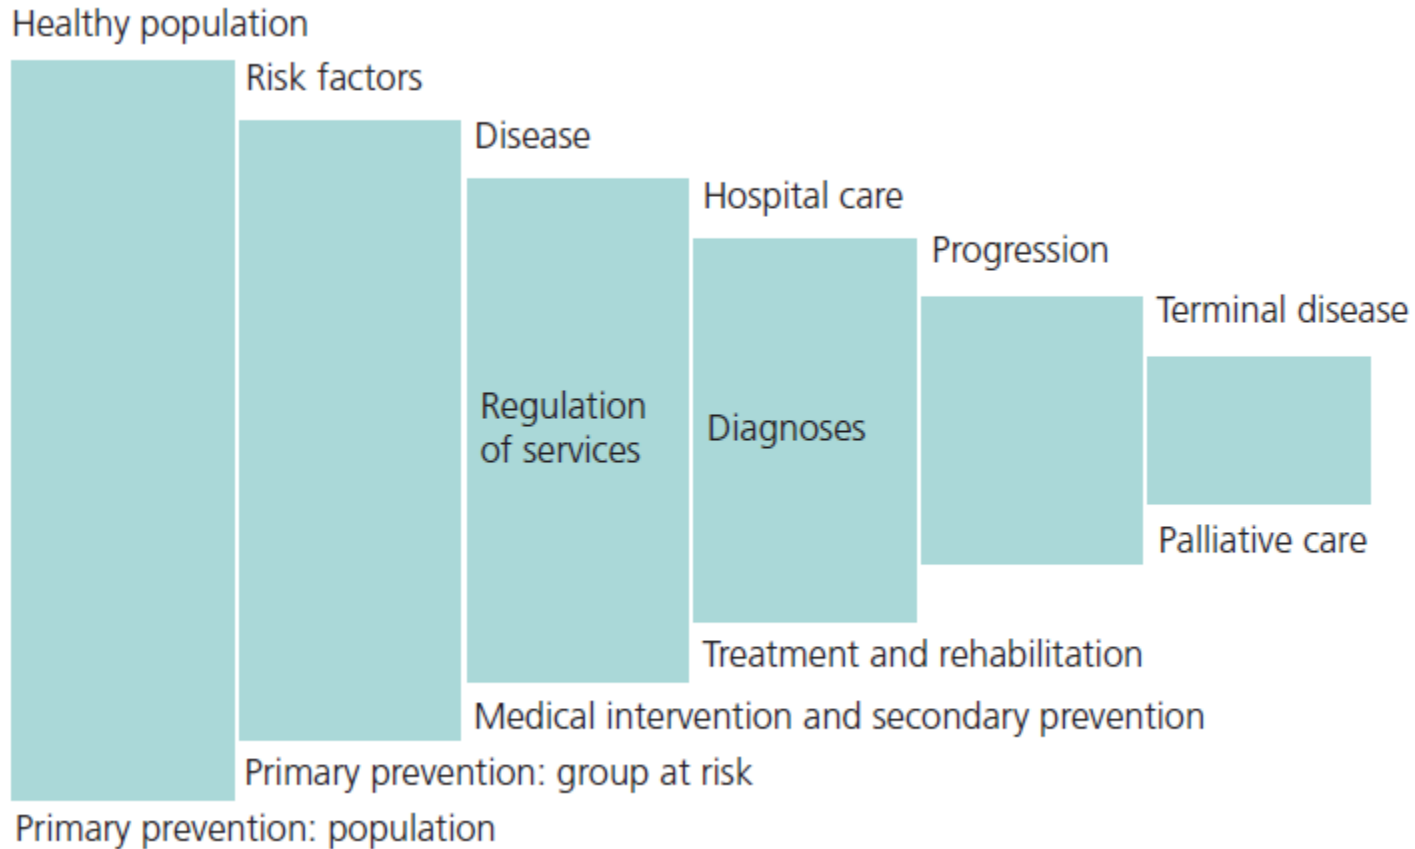 Healthy population
Risk factors
Disease
Hospital care
Progression
Terminal disease
Regulation
of services
Diagnoses
Palliative care
Treatment and rehabilitation
Medical intervention and secondary prevention
Primary prevention: group at risk
Primary prevention: population